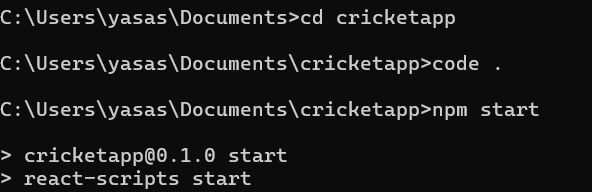 C:\Users\yasas\Documents>cd cricketapp
C:\Users\yasas\Documents\cricketapp>code .
C:\Users\yasas\Documents\cricketapp>npm start
> cricketapp@0.1.0 start
> react-scripts start